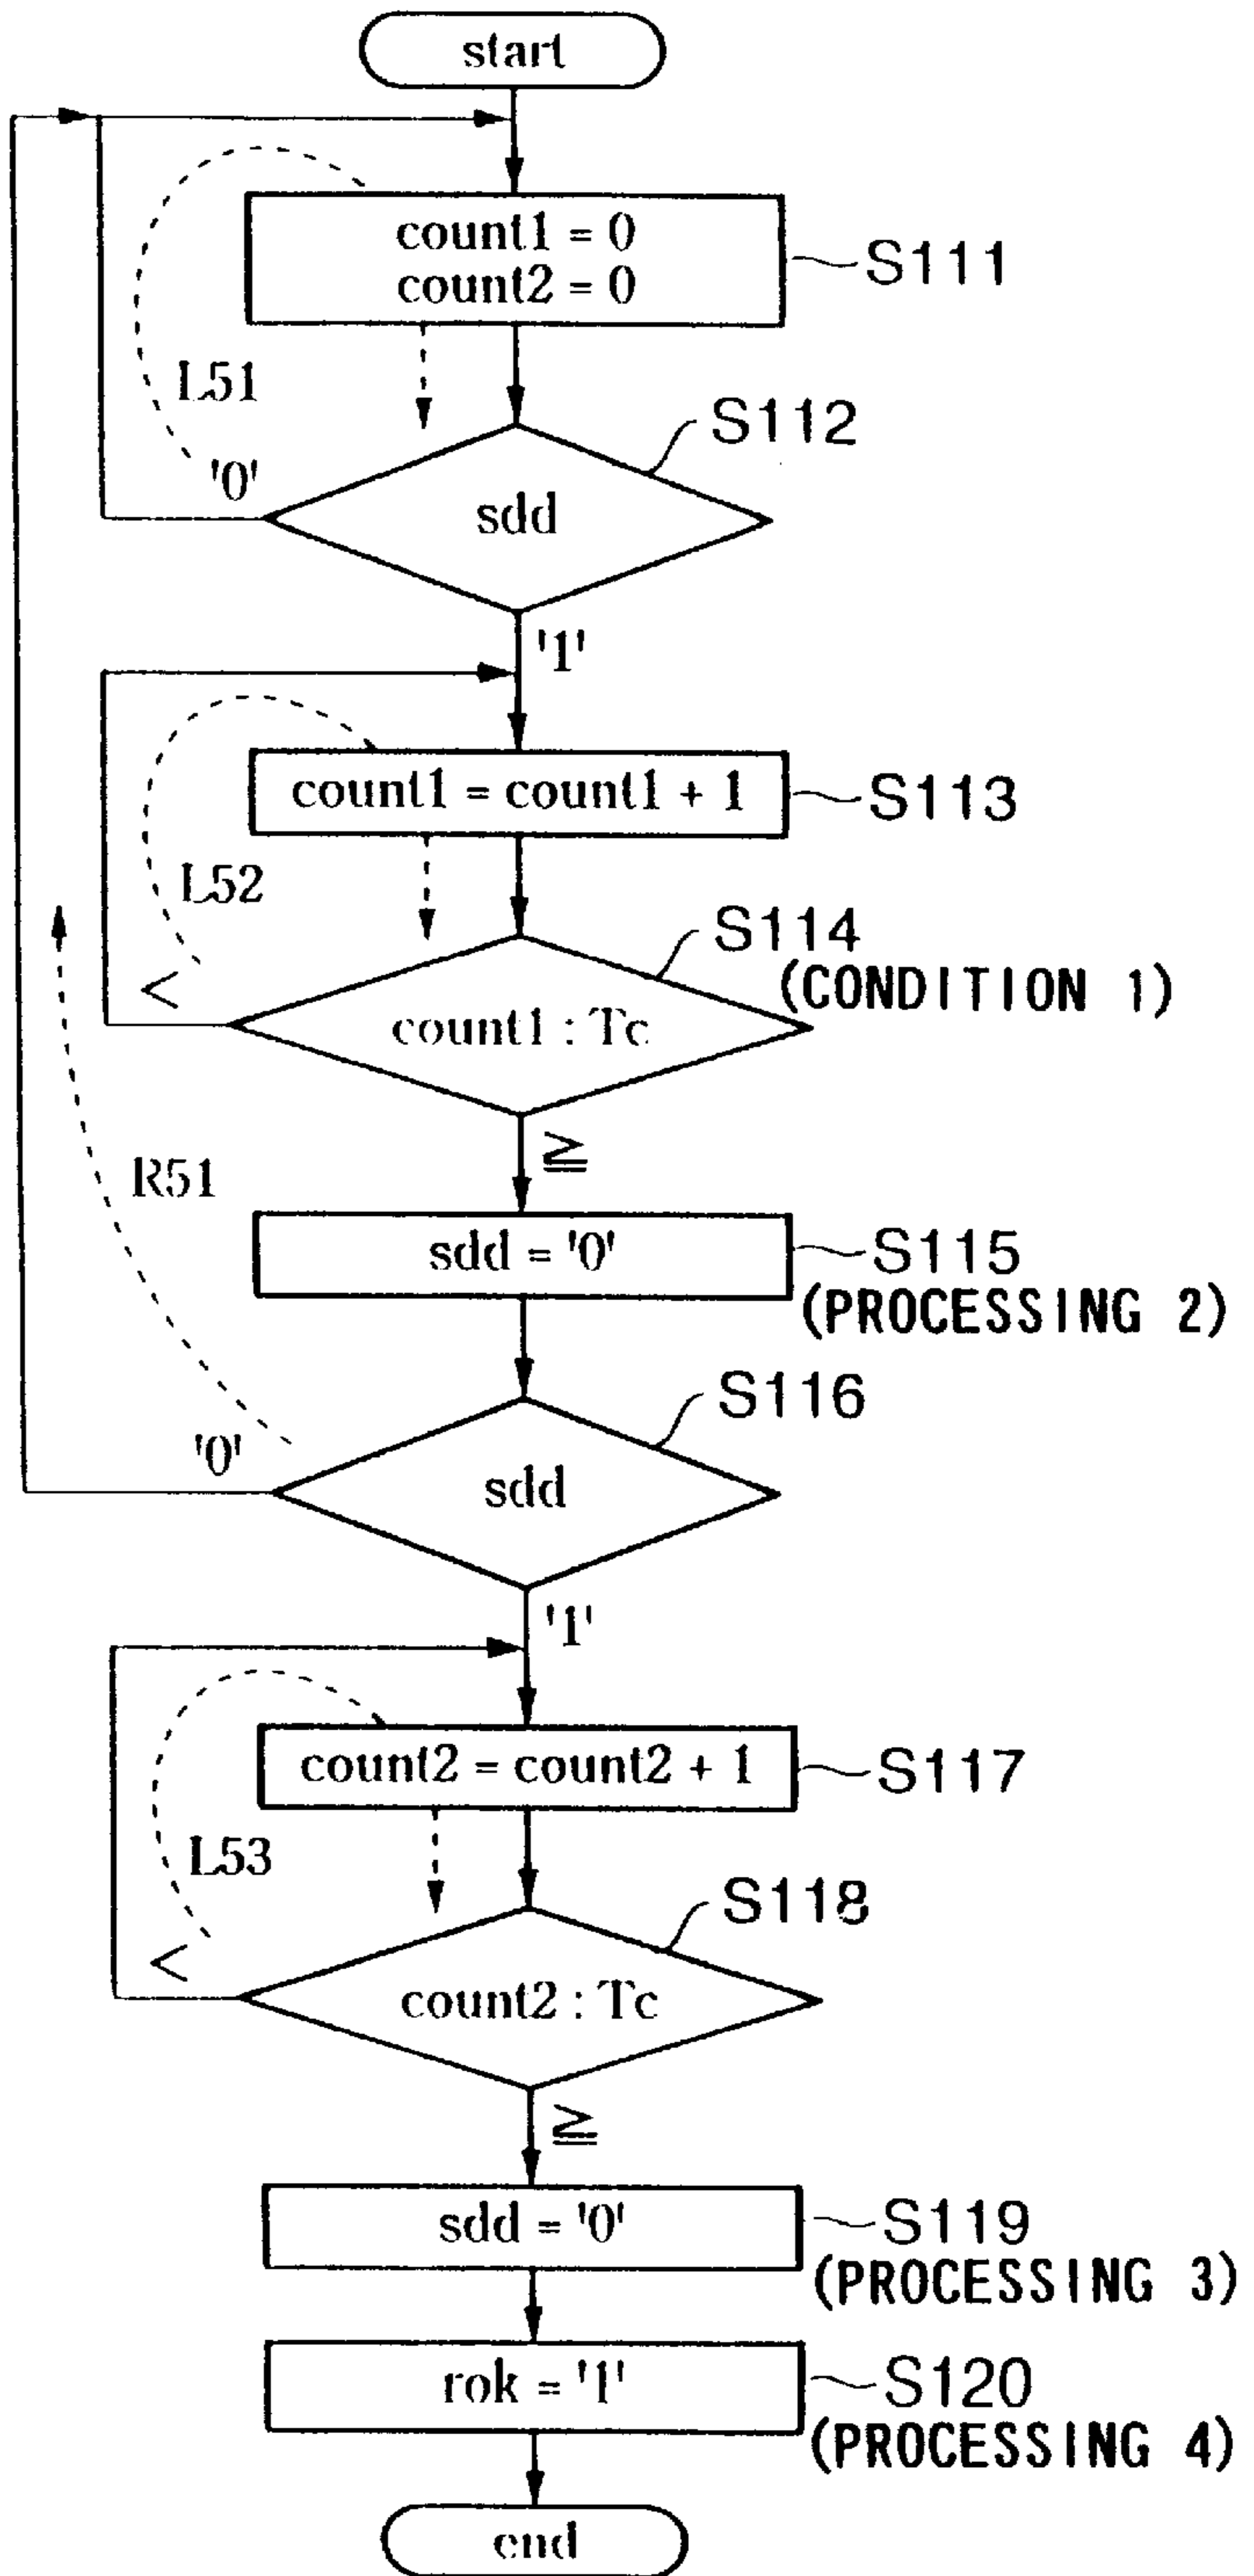 start
count1 = 0
count2 = 0
S111
L51
S112
'0'
sdd
'1'
count1 = count1 + 1
S113
L52
S114
(CONDITION 1)
<
count1 : Tc
≧
R51
sdd = '0'
S115
(PROCESSING 2)
S116
'0'
sdd
'1'
count2 = count2 + 1
S117
L53
S118
<
count2 : Tc
≧
sdd = '0'
S119
(PROCESSING 3)
rok = '1'
S120
(PROCESSING 4)
end